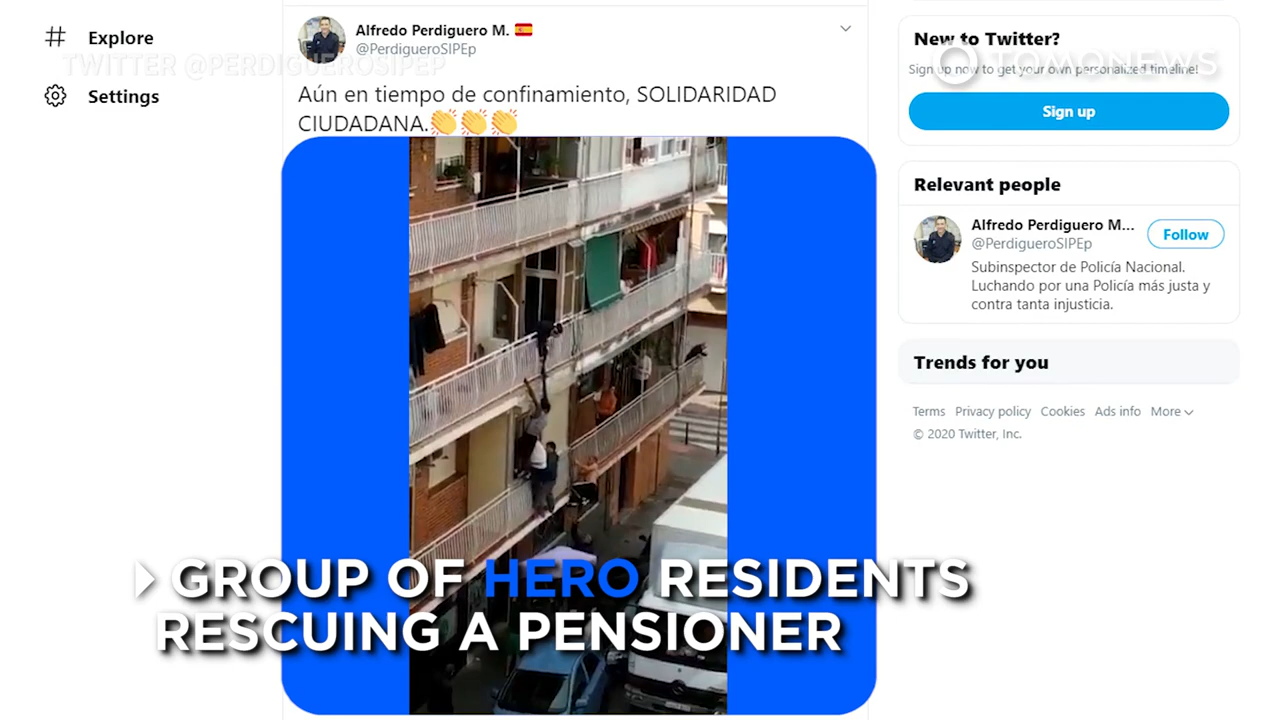 Explore
Settings
TWITTER @PERDIGUEROSIPEP
Alfredo Perdiguero M. 🇪🇸
@PerdigueroSIPEp
Aún en tiempo de confinamiento, SOLIDARIDAD
CIUDADANA.👏👏👏
GROUP OF HERO RESIDENTS
RESCUING A PENSIONER
New to Twitter?
TOMONEWS
Sign up now to get your own personalized timeline!
Sign up
Relevant people
Alfredo Perdiguero M...
@PerdigueroSIPEp
Follow
Subinspector de Policía Nacional.
Luchando por una Policía más justa y
contra tanta injusticia.
Trends for you
Terms Privacy policy Cookies Ads info More
© 2020 Twitter, Inc.